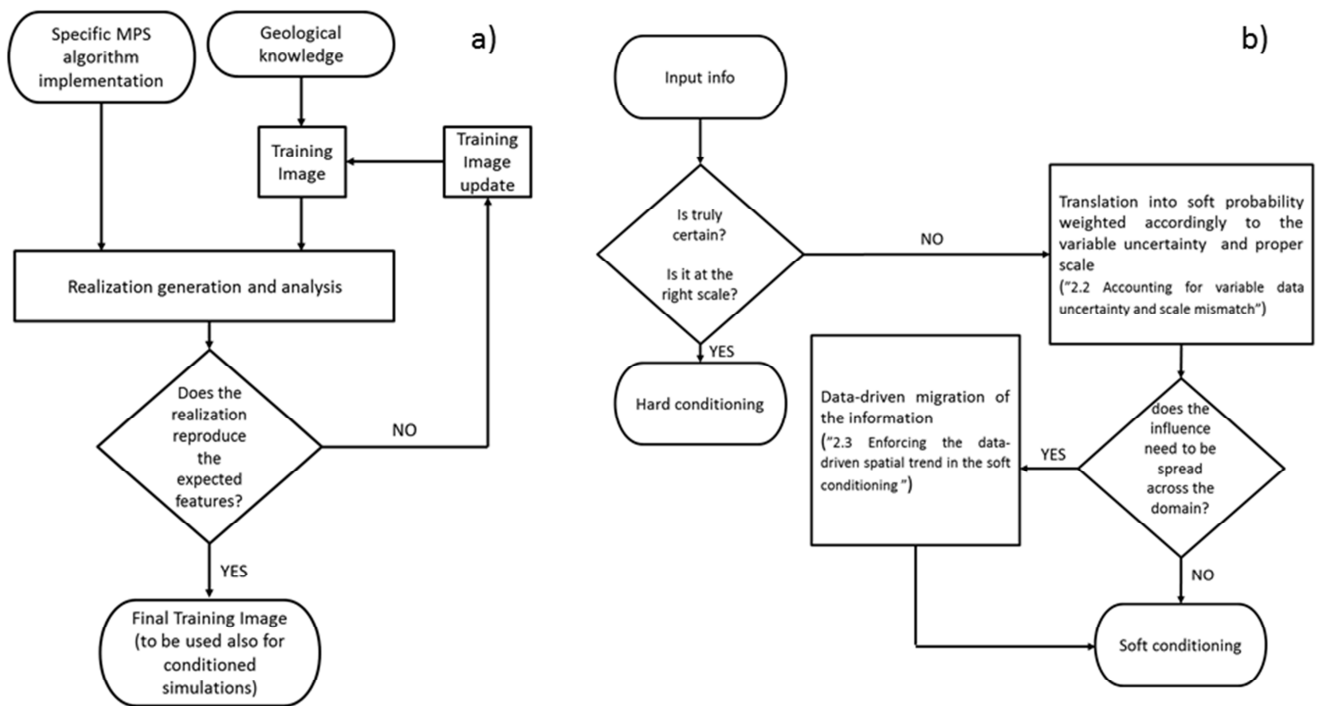 a)
Specific MPS
algorithm
implementation
Geological
knowledge
Training
Image
Training
Image
update
Realization generation and analysis
Does the
realization
reproduce
the
expected
features?
NO
YES
Final Training Image
(to be used also for
conditioned
simulations)
b)
Input info
Is truly
certain?
Is it at the
right scale?
NO
YES
Hard conditioning
Translation into soft probability
weighted accordingly to the
variable uncertainty and proper
scale
("2.2 Accounting for variable data
uncertainty and scale mismatch")
does the
influence
need to be
spread
across the
domain?
YES
NO
Data-driven migration of
the information
("2.3 Enforcing the data-
driven spatial trend in the soft
conditioning")
Soft conditioning